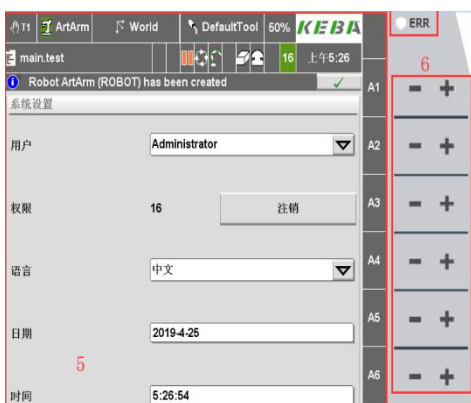 T1 ArtArm World DefaultTool 50% KEBA ERR
main.test 16 上午5:26 6
Robot ArtArm (ROBOT) has been created A1 - +
系统设置
用户 Administrator A2 - +
权限 16 注销 A3 - +
语言 中文 A4 - +
日期 2019-4-25 A5 - +
5 A6 - +
时间 5:26:54